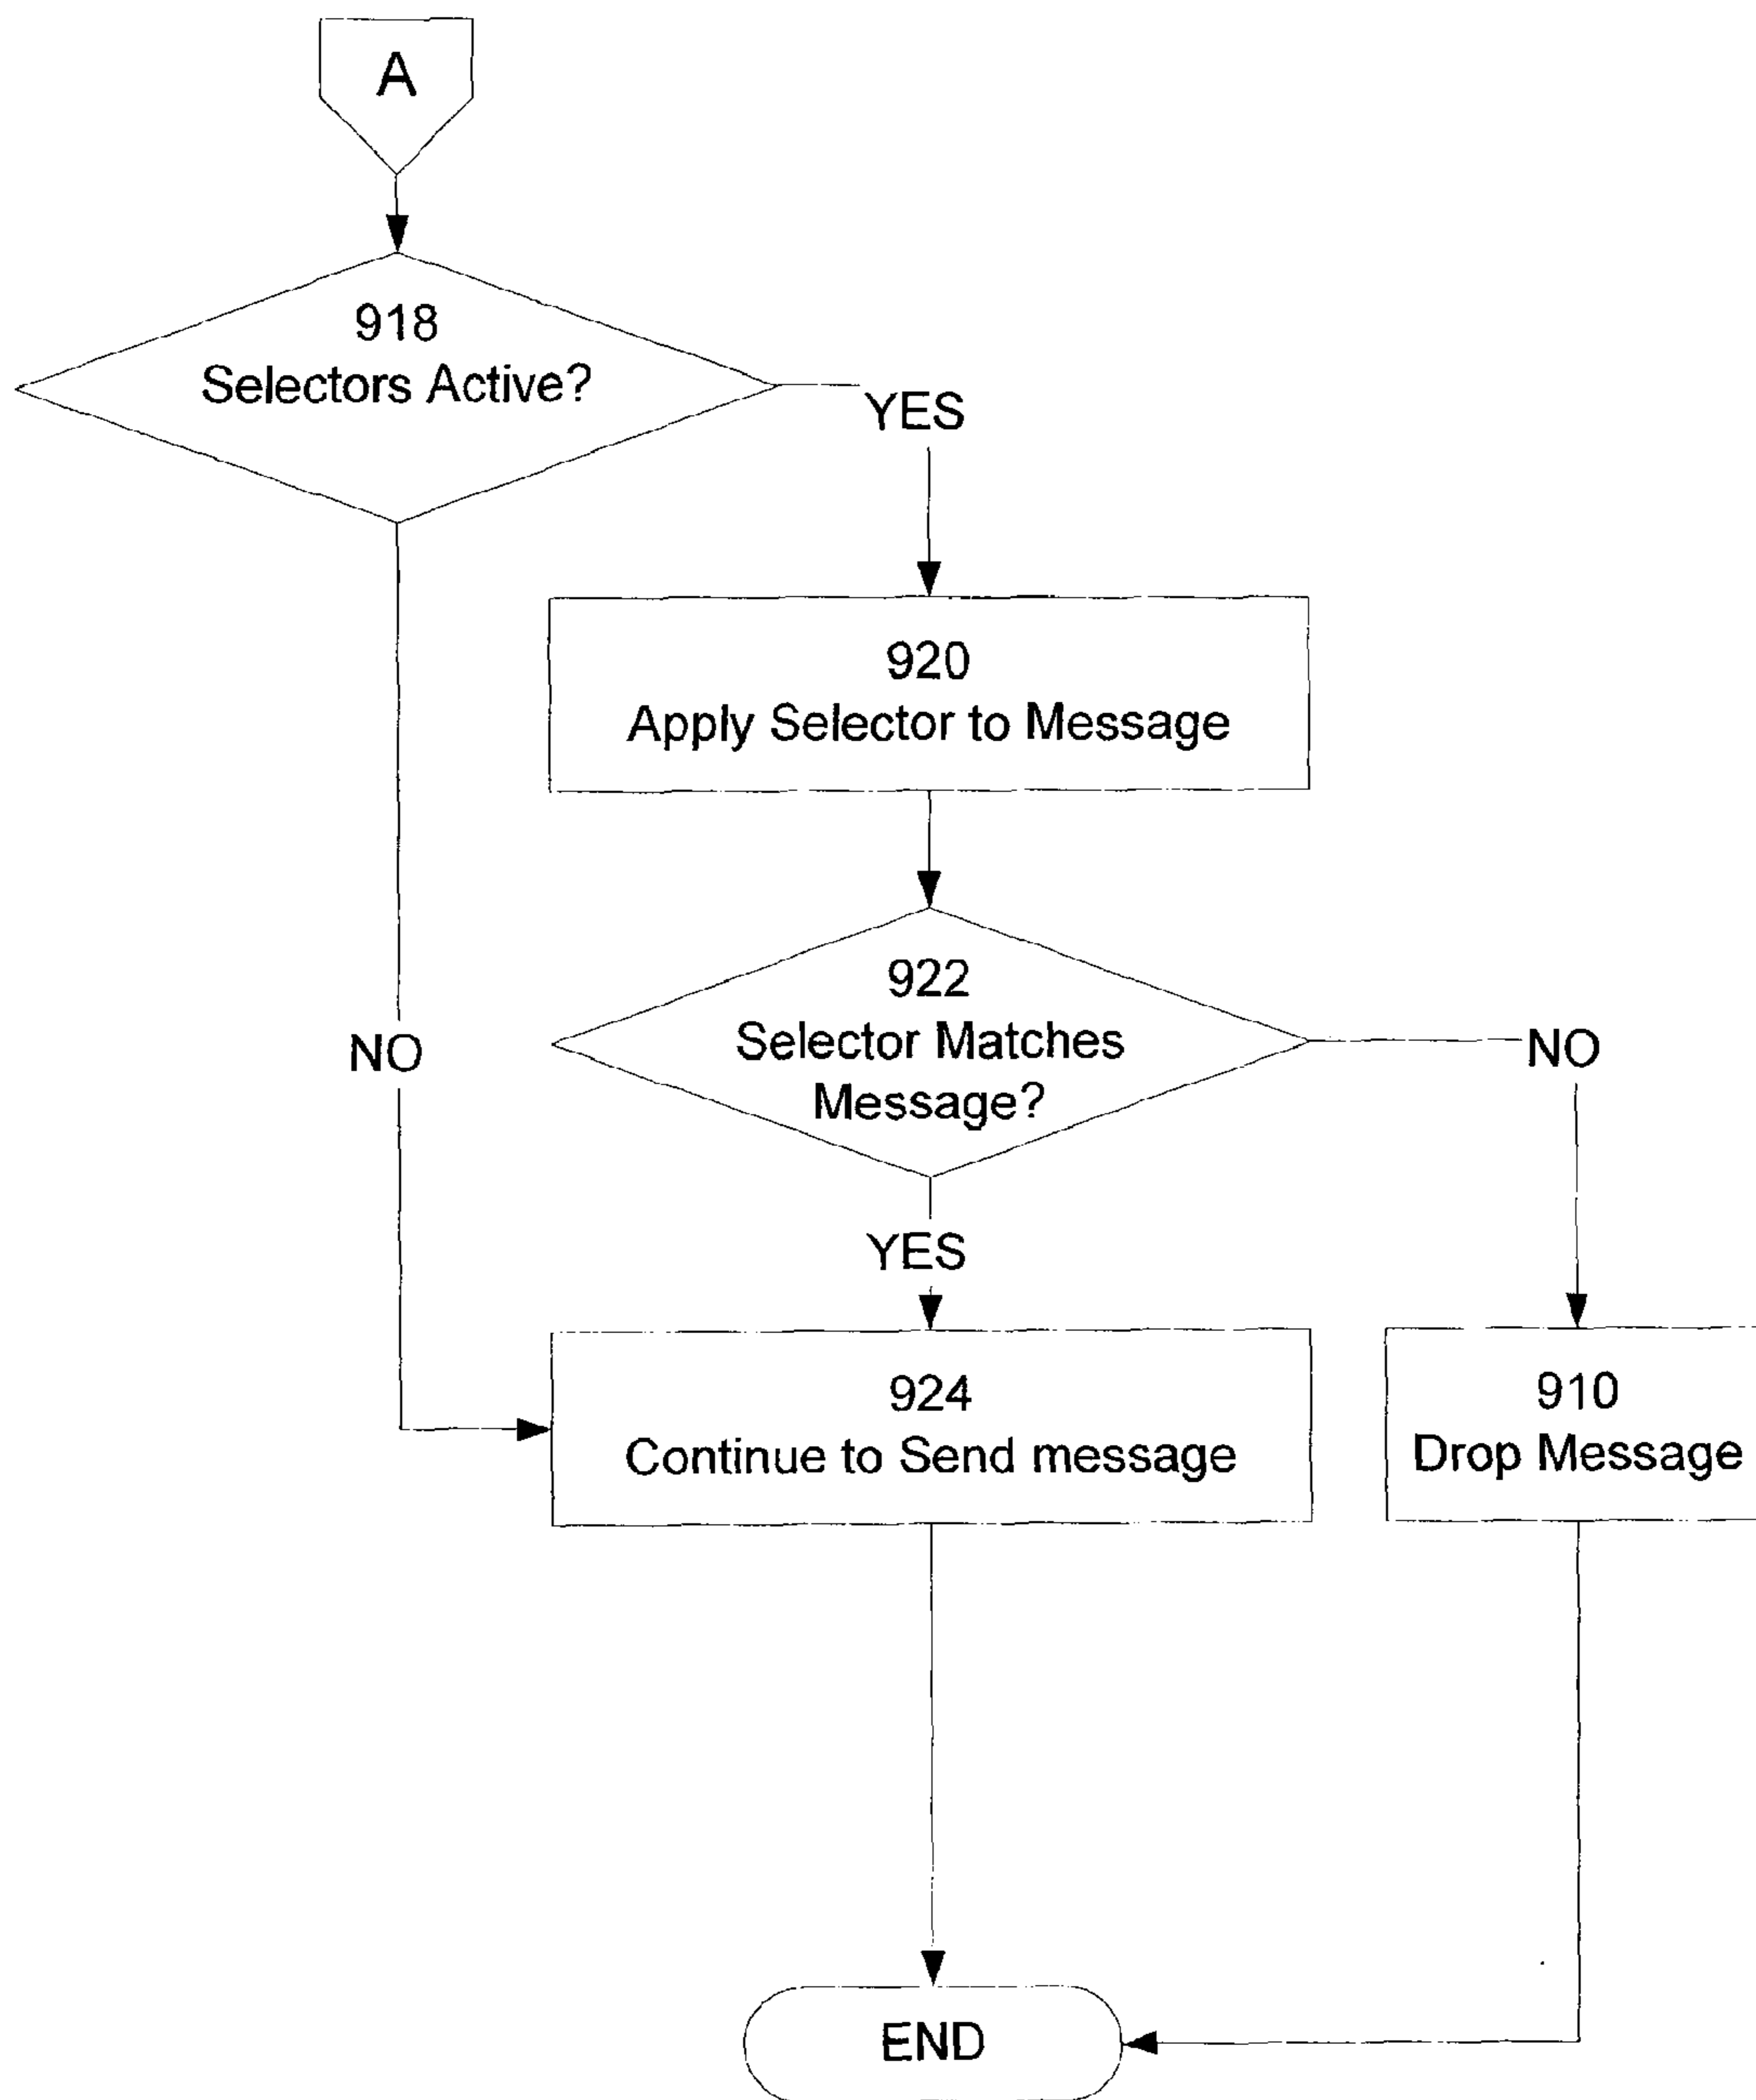 A
918
Selectors Active?
YES
920
Apply Selector to Message
922
Selector Matches
Message?
NO
NO
YES
924
Continue to Send message
910
Drop Message
END